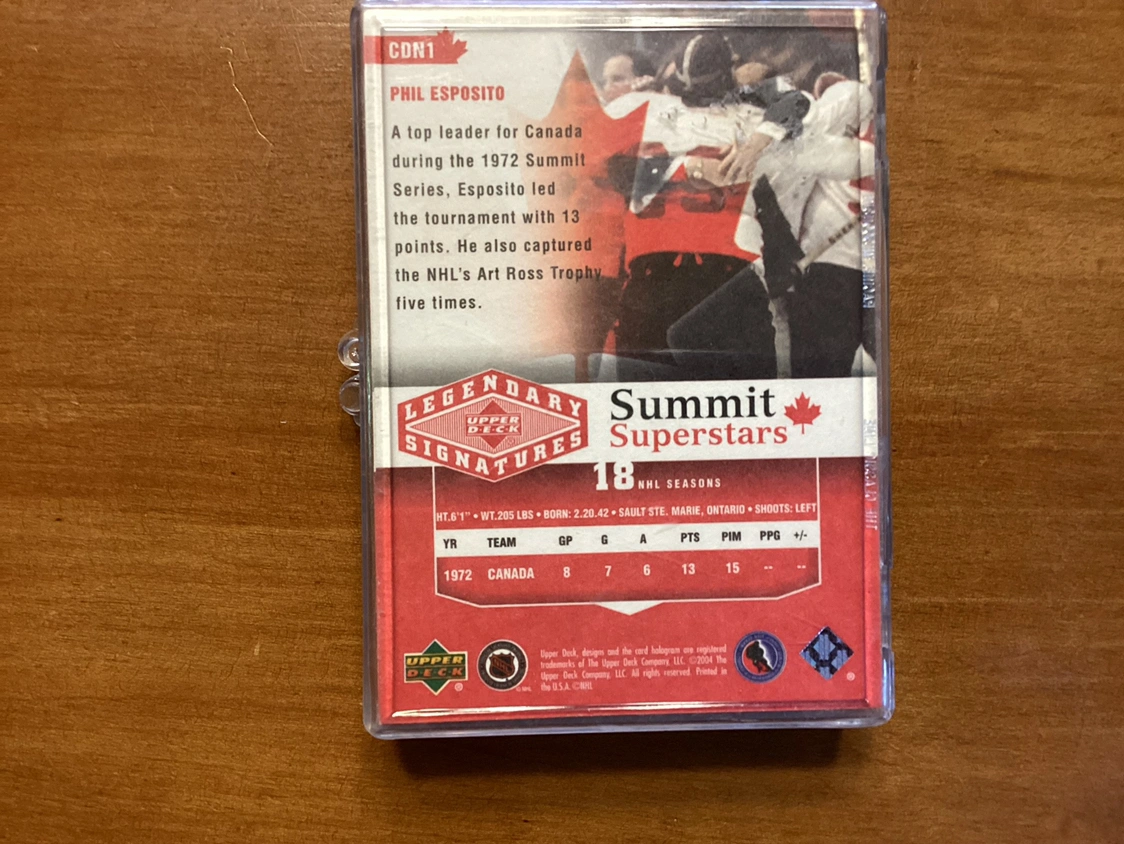 CDN1
PHIL ESPOSITO
A top leader for Canada
during the 1972 Summit
Series, Esposito led
the tournament with 13
points. He also captured
the NHL's Art Ross Trophy
five times.
LEGENDARY
UPPER
D·E·C·K
SIGNATURES
Summit
Superstars
18 NHL SEASONS
HT.6'1" • WT.205 LBS • BORN: 2.20.42 • SAULT STE. MARIE, ONTARIO • SHOOTS: LEFT
YR TEAM GP G A PTS PIM PPG +/-
1972 CANADA 8 7 6 13 15 -- --
UPPER
D·E·C·K
®
© NHL
Upper Deck, designs and the card hologram are registered
trademarks of The Upper Deck Company, LLC. ©2004 The
Upper Deck Company, LLC. All rights reserved. Printed in
the U.S.A. ©NHL
®